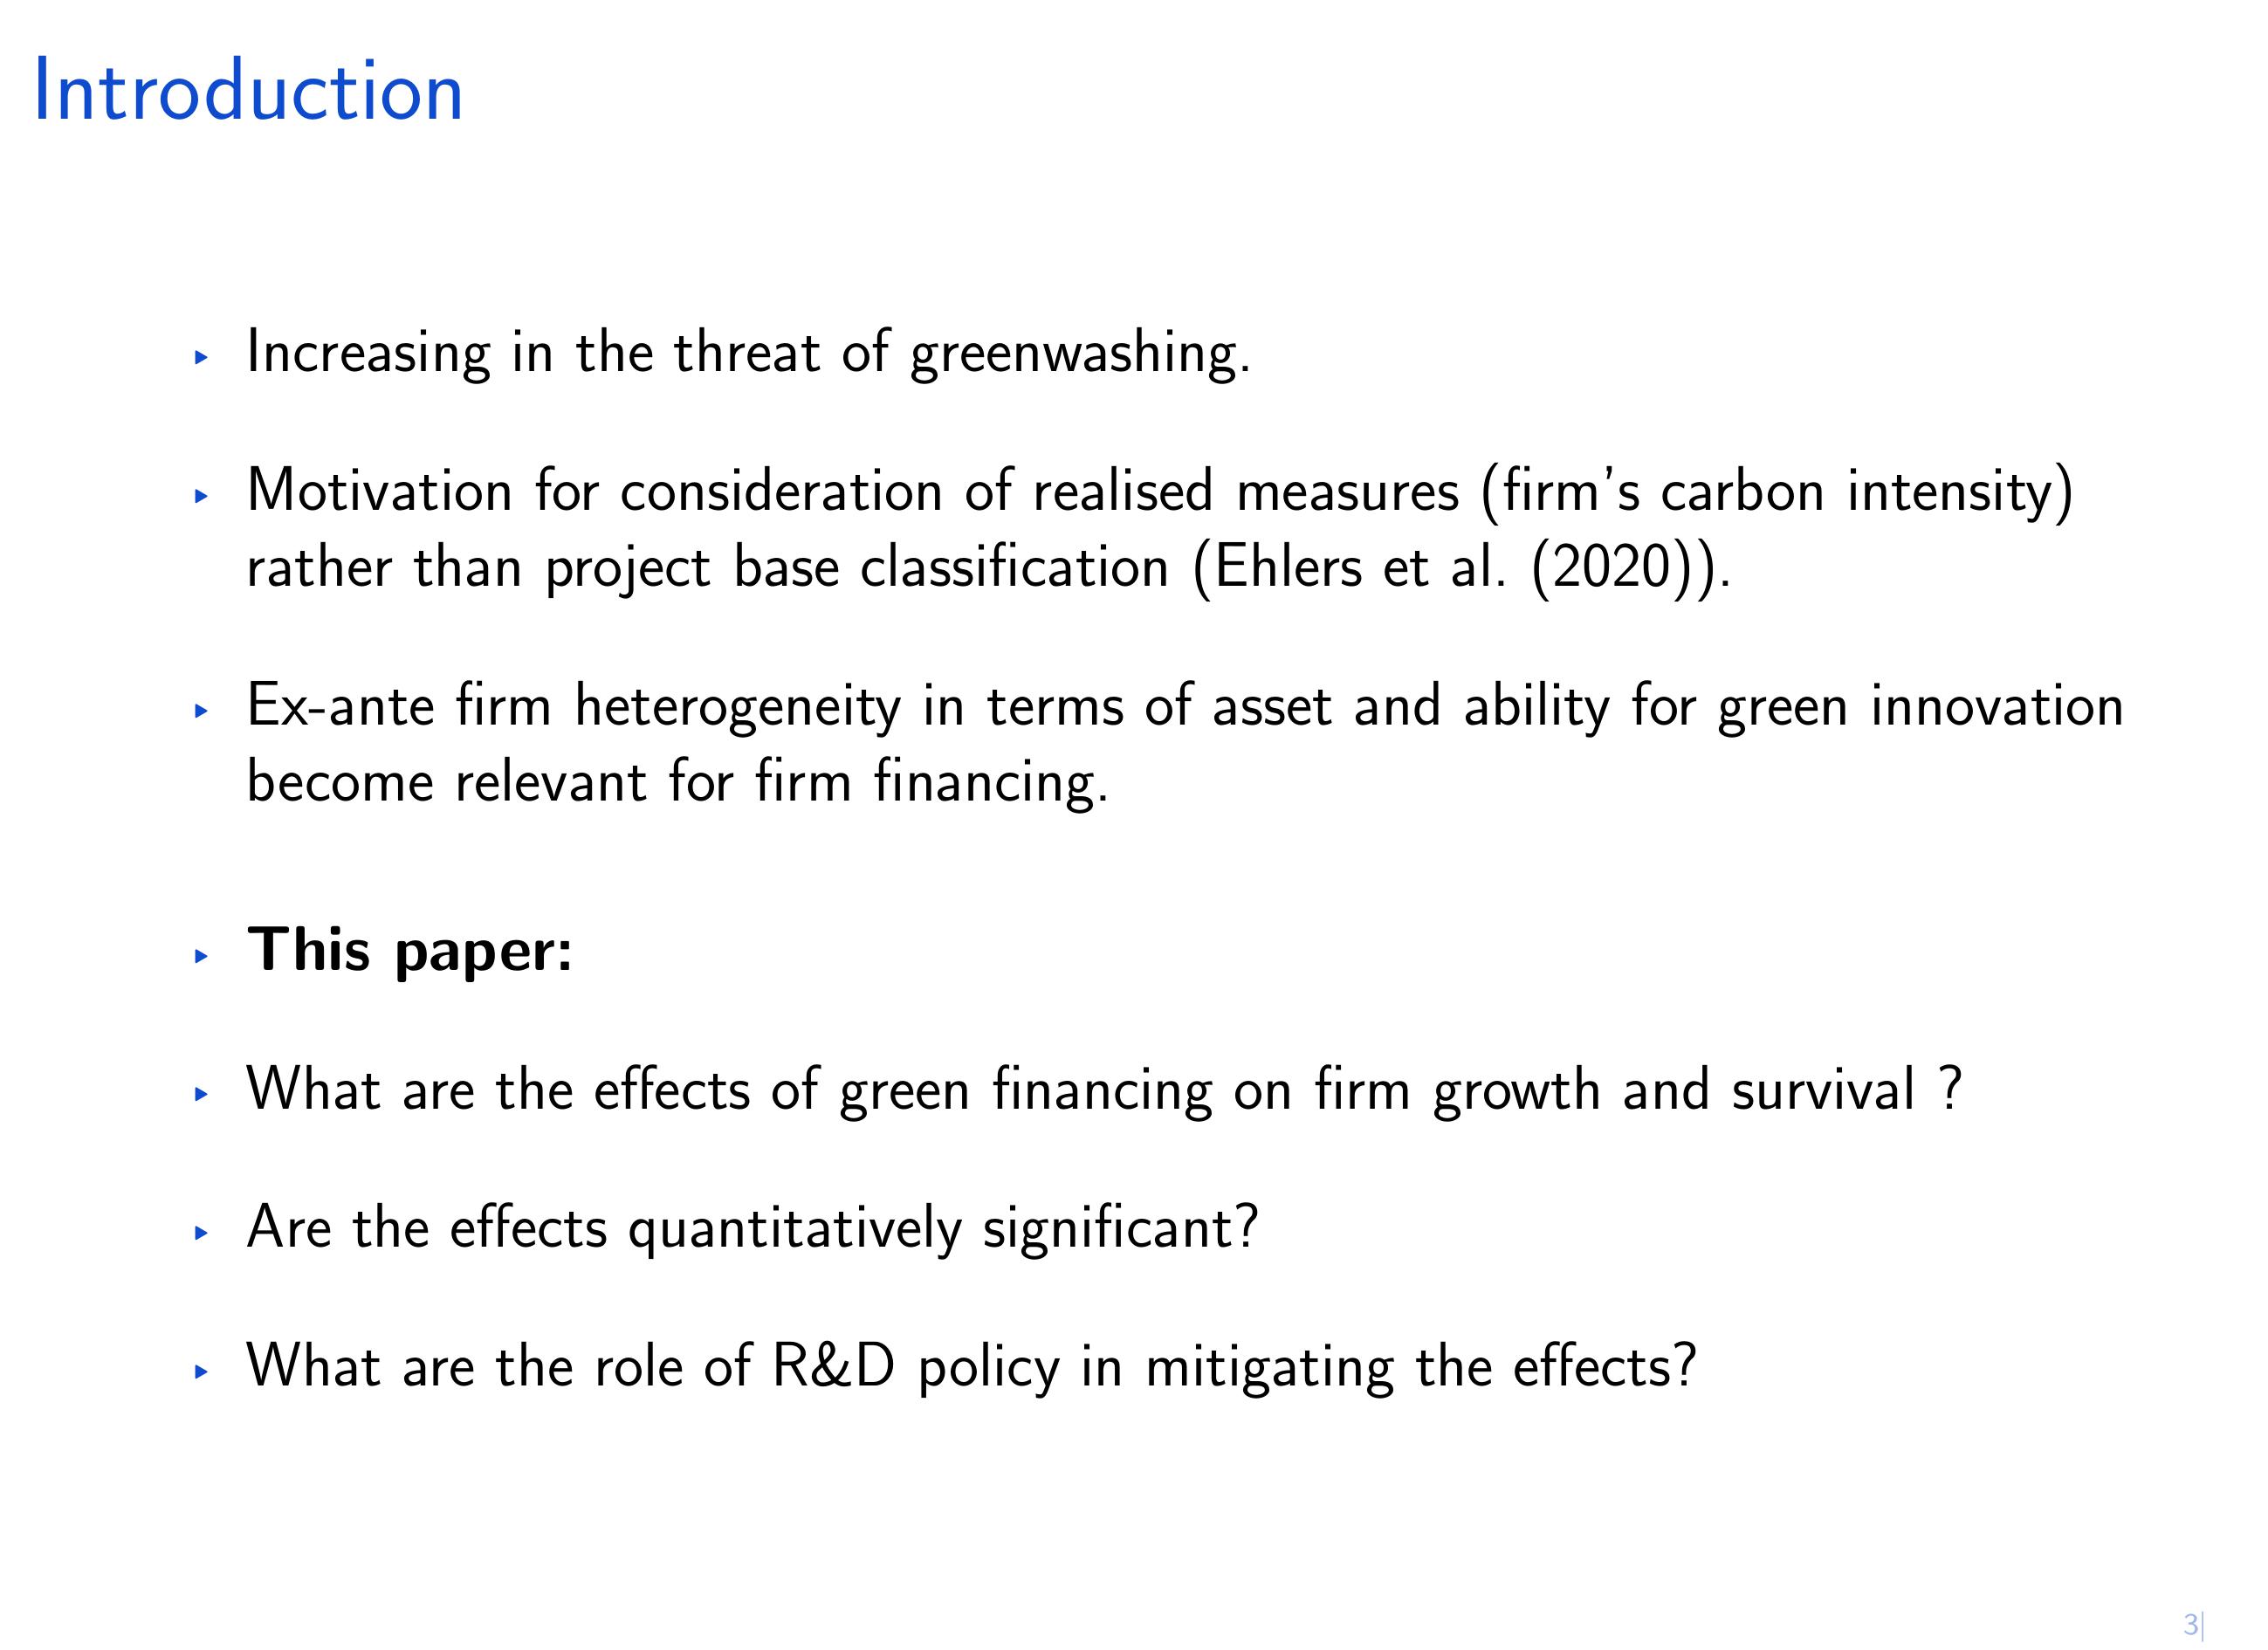 Introduction
Increasing in the threat of greenwashing.
Motivation for consideration of realised measures (firm's carbon intensity)
rather than project base classification (Ehlers et al. (2020)).
Ex-ante firm heterogeneity in terms of asset and ability for green innovation
become relevant for firm financing.
This paper:
What are the effects of green financing on firm growth and survival ?
Are the effects quantitatively significant?
What are the role of R&D policy in mitigating the effects?
3|